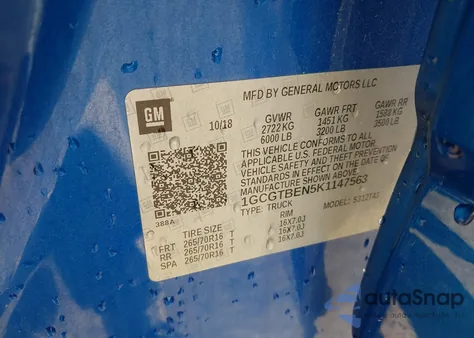 MFD BY GENERAL MOTORS LLC
GM
10/18
GVWR GAWR FRT GAWR RR
2722 KG 1451 KG 1588 KG
6000 LB 3200 LB 3500 LB
THIS VEHICLE CONFORMS TO ALL
APPLICABLE U.S. FEDERAL MOTOR
VEHICLE SAFETY AND THEFT PREVENTION
STANDARDS IN EFFECT ON THE DATE OF
MANUFACTURE SHOWN ABOVE.
1GCGTBEN5K1147563
TYPE: TRUCK MODEL:
388A
TIRE SIZE RIM
FRT 265/70R16 T 16X7.0J
RR 265/70R16 T 16X7.0J
SPA 265/70R16 T 16X7.0J
autoSnap